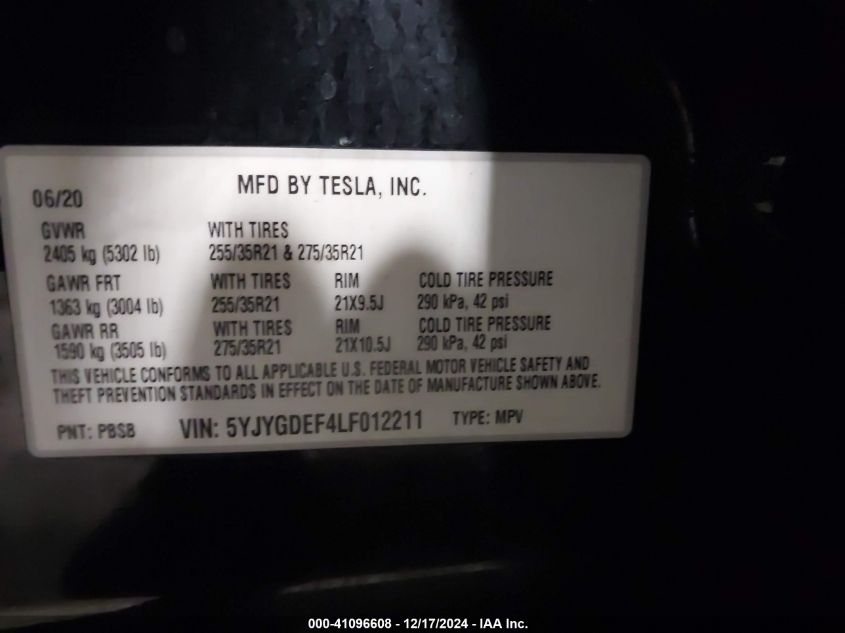 MFD BY TESLA, INC.
06/20
GVWR WITH TIRES
2405 kg (5302 lb) 255/35R21 & 275/35R21
GAWR FRT WITH TIRES RIM COLD TIRE PRESSURE
1363 kg (3004 lb) 255/35R21 21X9.5J 290 kPa, 42 psi
GAWR RR WITH TIRES RIM COLD TIRE PRESSURE
1590 kg (3505 lb) 275/35R21 21X10.5J 290 kPa, 42 psi
THIS VEHICLE CONFORMS TO ALL APPLICABLE U.S. FEDERAL MOTOR VEHICLE SAFETY AND
THEFT PREVENTION STANDARDS IN EFFECT ON THE DATE OF MANUFACTURE SHOWN ABOVE.
PNT: PBSB VIN: 5YJYGDEF4LF012211 TYPE: MPV
000-41096608 - 12/17/2024 - IAA Inc.